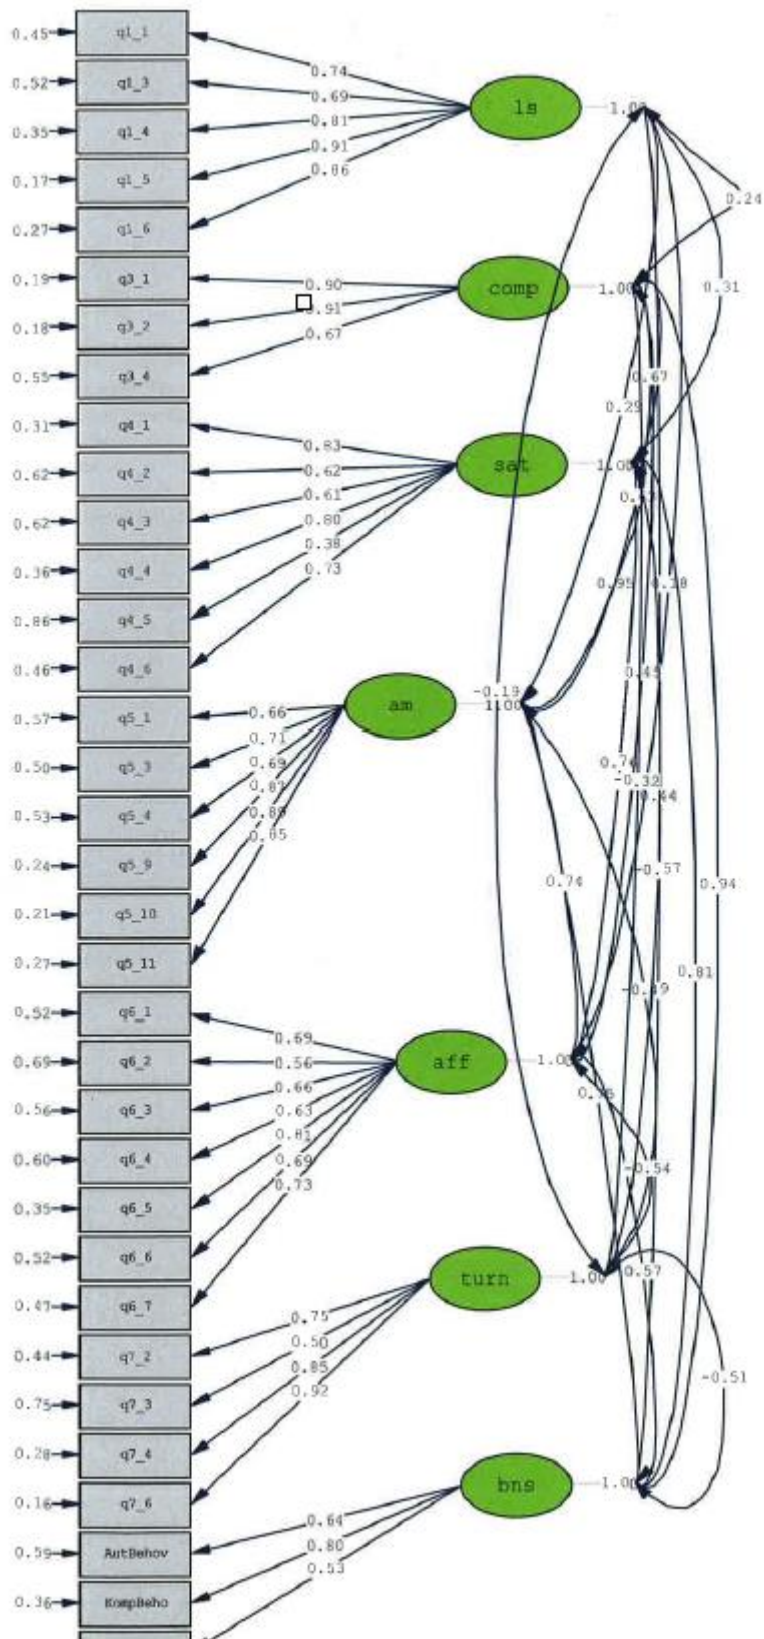 0.45 q1_1
0.74
0.69
0.52 q1_3
ls 1.00
0.81
0.35 q1_4
0.91
0.86
0.17 q1_5
0.24
0.27 q1_6
0.19 q3_1
0.90
comp 1.00
0.31
0.91
0.18 q3_2
0.67
0.55 q3_4
0.67
0.29
0.31 q4_1
0.83
sat 1.00
0.62
0.62 q4_2
0.61
0.62 q4_3
0.80
0.38
0.36 q4_4
0.73
0.95
0.86 q4_5
0.46 q4_6
0.45
-0.19
am 1.00
0.57 q5_1
0.66
0.71
0.50 q5_3
0.69
-0.32
0.53 q5_4
0.44
0.85
0.24 q5_9
-0.57
0.74
0.94
0.21 q5_10
0.27 q5_11
0.81
0.52 q6_1
0.69
0.69 q6_2
0.56
aff 1.00
0.66
0.56 q6_3
0.63
0.81
0.60 q6_4
0.69
-0.54
0.73
0.35 q6_5
0.52 q6_6
0.57
turn 1.00
0.47 q6_7
0.75
0.50
0.44 q7_2
0.85
-0.51
0.92
0.75 q7_3
0.28 q7_4
bns 1.00
0.16 q7_6
0.64
0.80
0.59 AutBehov
0.53
0.36 KompBeho